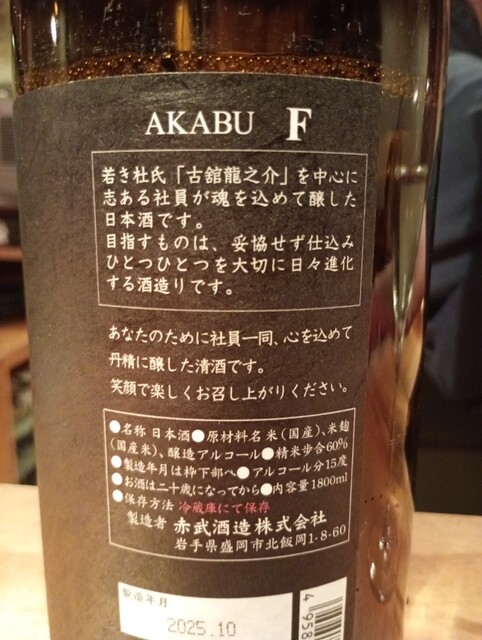 AKABU F
若き杜氏「古舘龍之介」を中心に
志ある社員が魂を込めて醸した
日本酒です。
目指すものは、妥協せず仕込み
ひとつひとつを大切に日々進化
する酒造りです。
あなたのために社員一同、心を込めて
丹精に醸した清酒です。
笑顔で楽しくお召し上がりください。
●名称 日本酒●原材料名 米(国産)、米麹
(国産米)、醸造アルコール●精米歩合60%
●製造年月は枠下部へ●アルコール分15度
●お酒は二十歳になってから●内容量1800ml
●保存方法 冷蔵庫にて保存
製造者 赤武酒造株式会社
岩手県盛岡市北飯岡1-8-60
製造年月
2025.10
4958